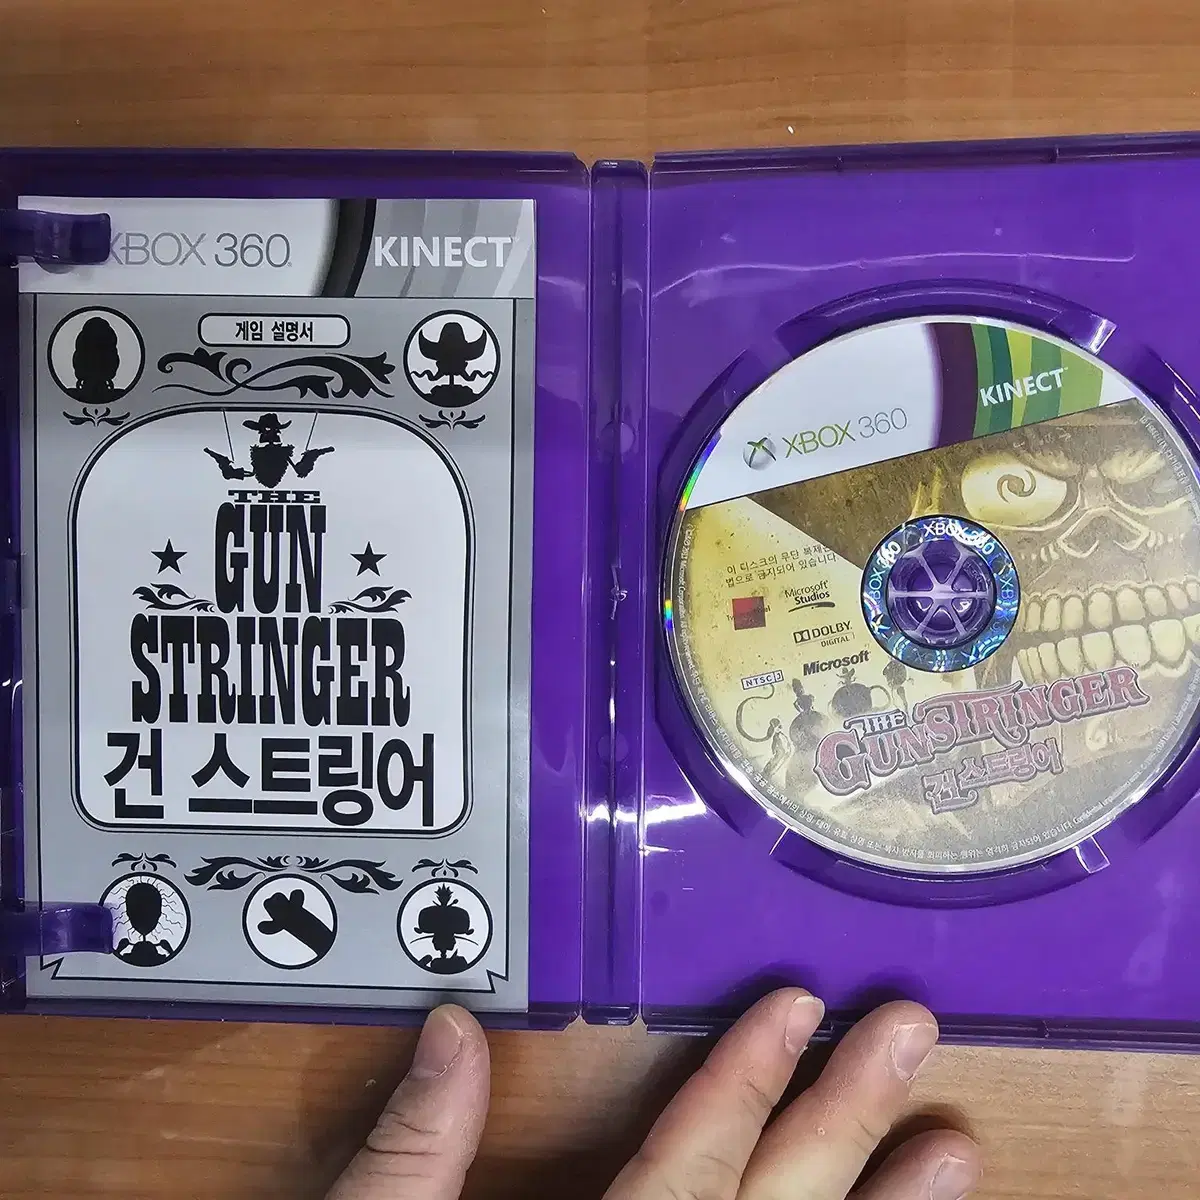 XBOX 360
KINECT
게임 설명서
THE
GUN
STRINGER
건 스트링어
XBOX 360
KINECT
XBOX 360
이 디스크의 무단 복제는
법으로 금지되어 있습니다
Microsoft
Studios
DOLBY
DIGITAL
NTSC J
Microsoft
THE
GUNSTRINGER
건 스트링어